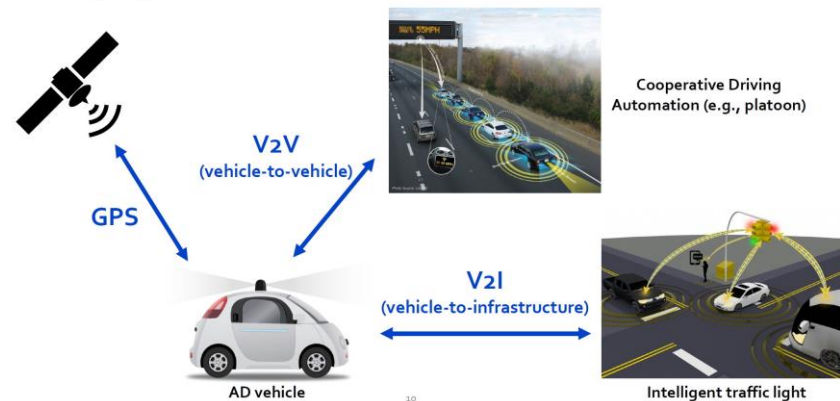 55MPH
Cooperative Driving
Automation (e.g., platoon)
V2V
(vehicle-to-vehicle)
GPS
V2I
(vehicle-to-infrastructure)
AD vehicle
Intelligent traffic light
10